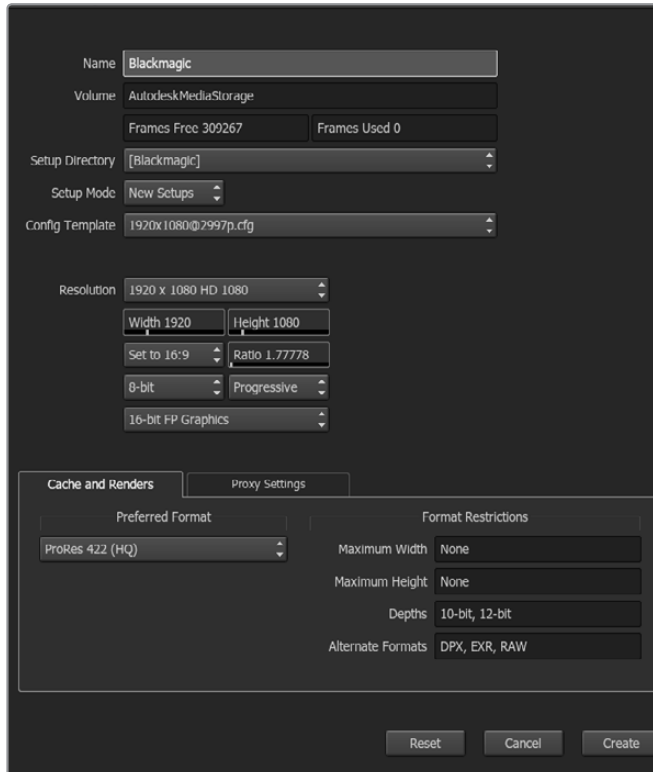 Name Blackmagic
Volume AutodeskMediaStorage
Frames Free 309267 Frames Used 0
Setup Directory [Blackmagic]
Setup Mode New Setups
Config Template 1920x1080@2997p.cfg
Resolution 1920 x 1080 HD 1080
Width 1920 Height 1080
Set to 16:9 Ratio 1.77778
8-bit Progressive
16-bit FP Graphics
Cache and Renders Proxy Settings
Preferred Format Format Restrictions
ProRes 422 (HQ) Maximum Width None
Maximum Height None
Depths 10-bit, 12-bit
Alternate Formats DPX, EXR, RAW
Reset Cancel Create